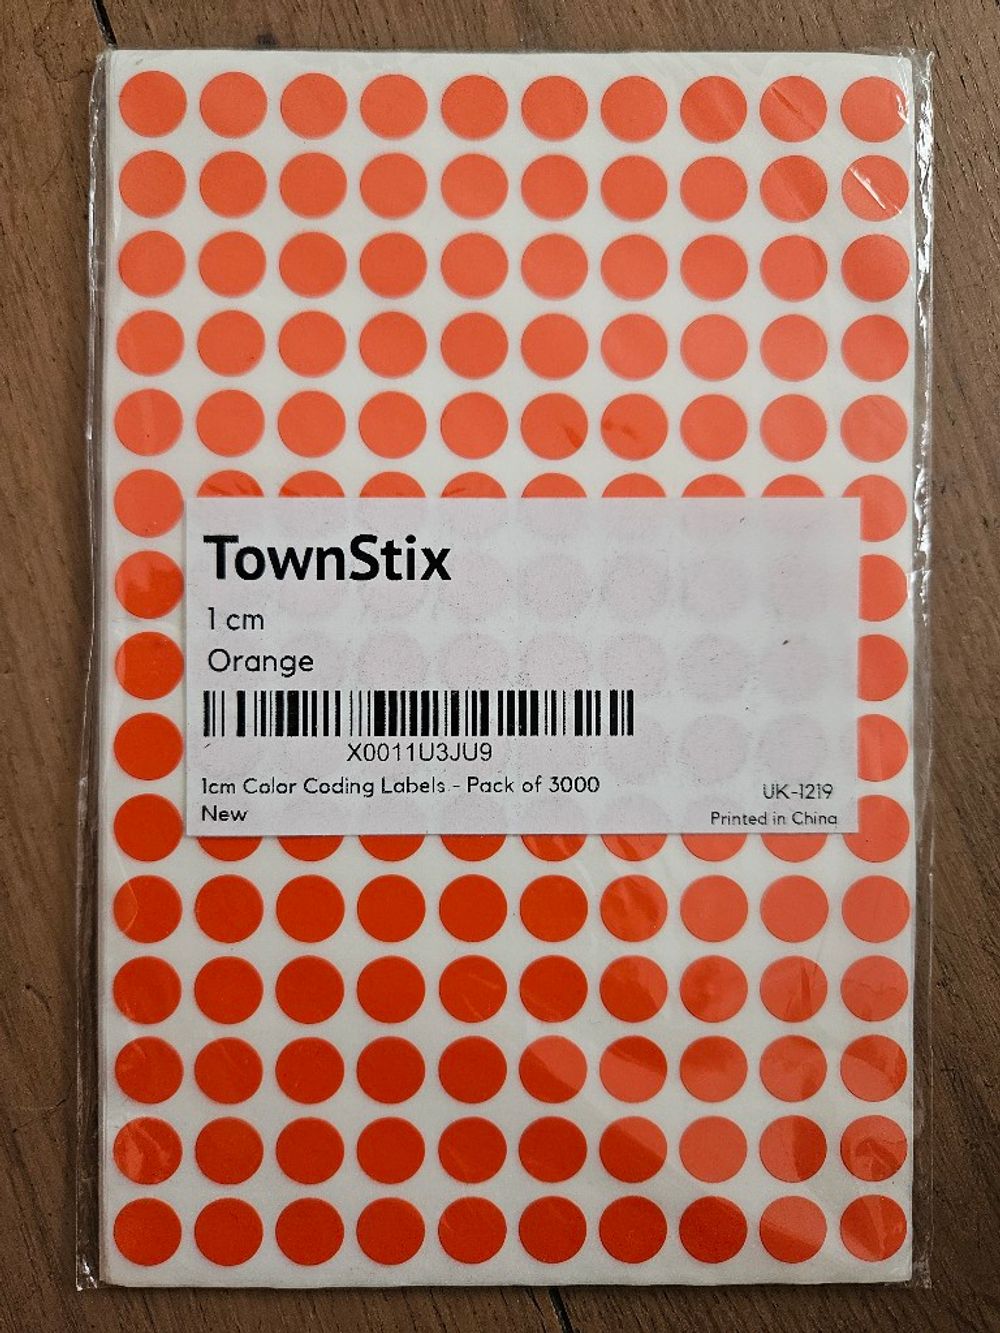 TownStix
1 cm
Orange
X0011U3JU9
1cm Color Coding Labels - Pack of 3000
New
UK-1219
Printed in China